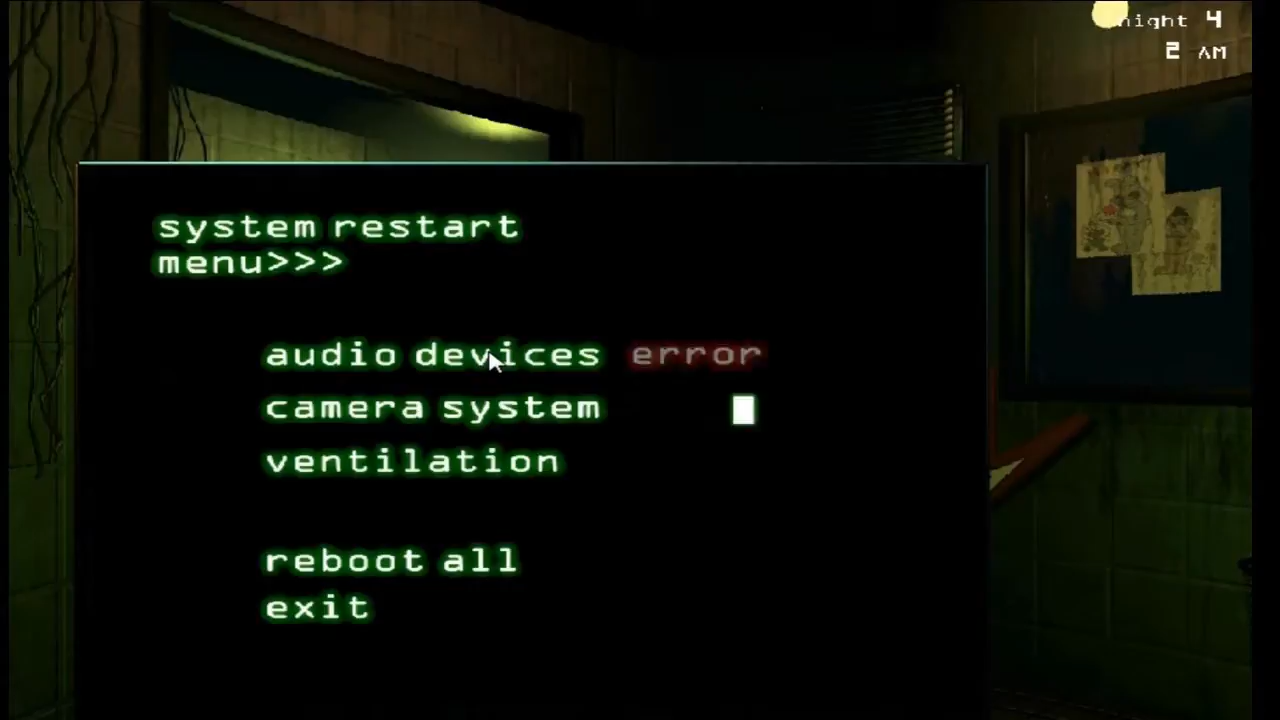 night 4
2 AM
system restart
menu>>>
audio devices error
camera system
ventilation
reboot all
exit